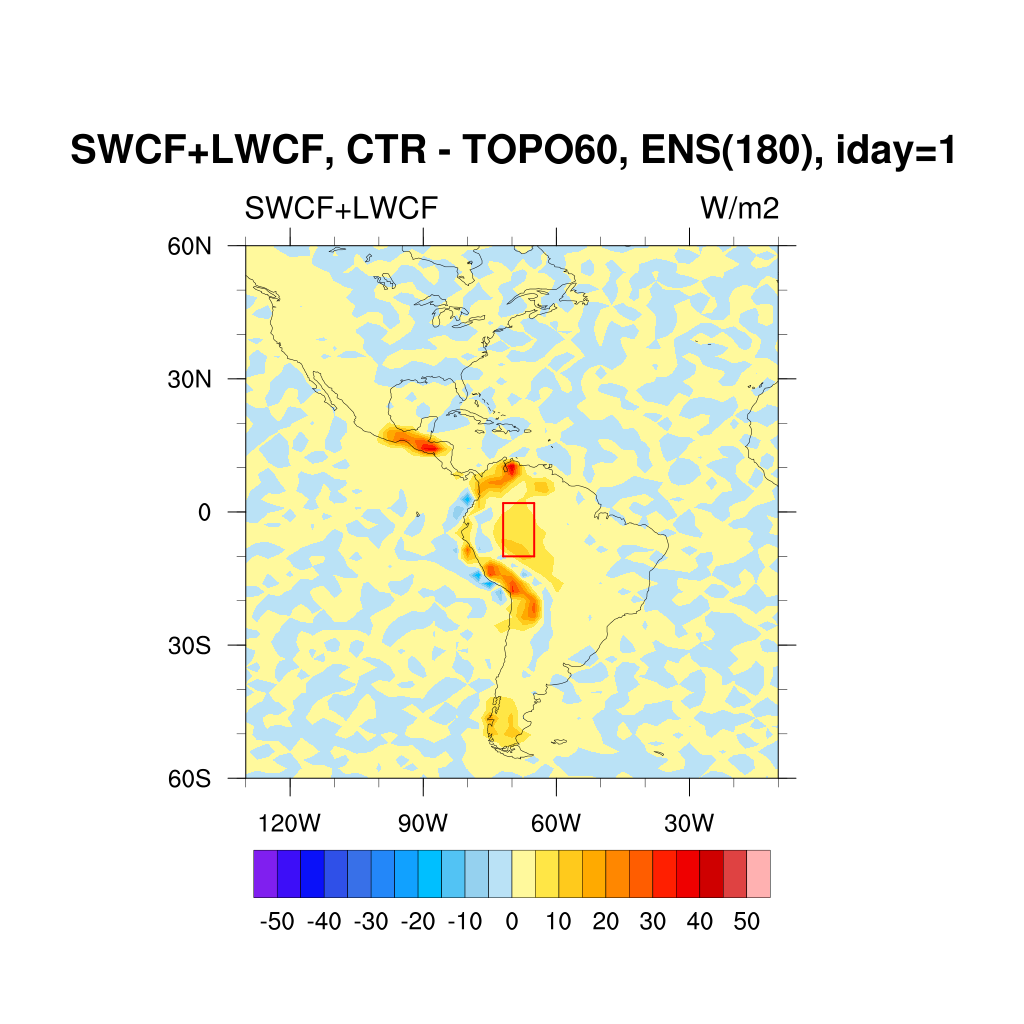 SWCF+LWCF, CTR - TOPO60, ENS(180), iday=1
SWCF+LWCF W/m2
60N
30N
0
30S
60S
120W 90W 60W 30W
-50 -40 -30 -20 -10 0 10 20 30 40 50